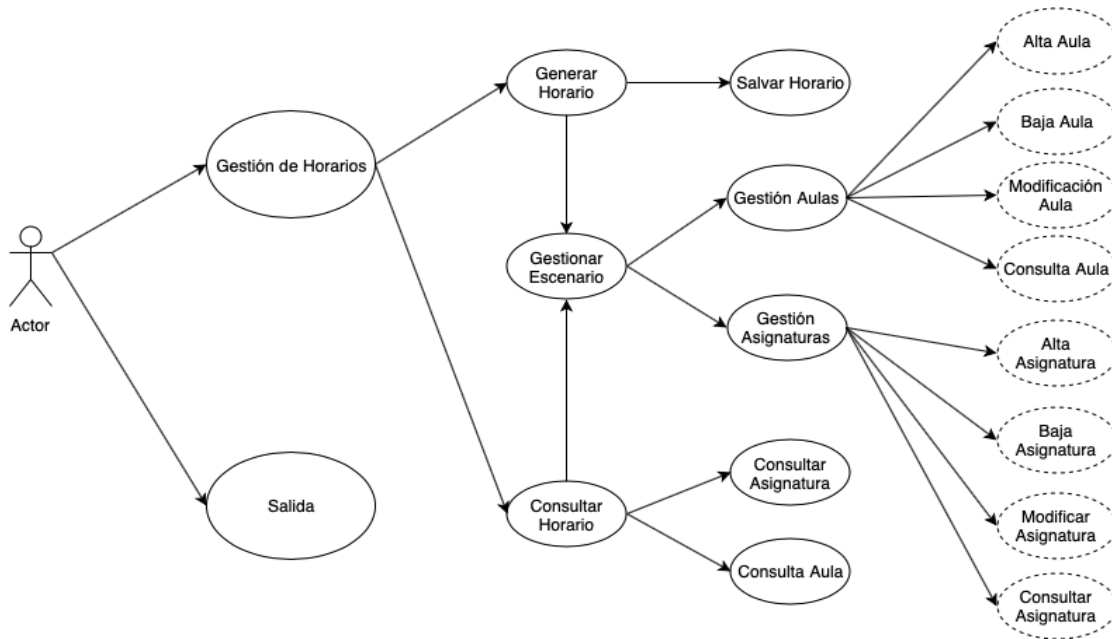 Alta Aula
Generar
Horario
Salvar Horario
Baja Aula
Gestión de Horarios
Gestión Aulas
Modificación
Aula
Gestionar
Escenario
Consulta Aula
Actor
Gestión
Asignaturas
Alta
Asignatura
Baja
Asignatura
Consultar
Asignatura
Salida
Consultar
Horario
Modificar
Asignatura
Consulta Aula
Consultar
Asignatura